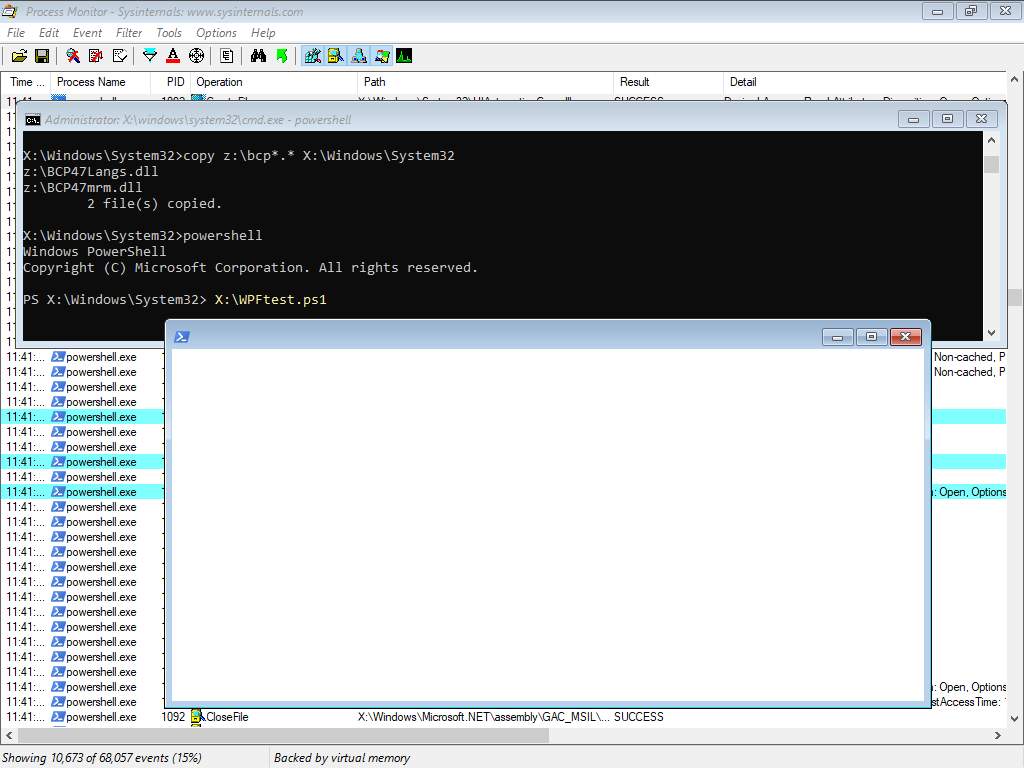 Process Monitor - Sysinternals: www.sysinternals.com
File Edit Event Filter Tools Options Help
Time ... Process Name PID Operation Path Result Detail
Administrator: X:\windows\system32\cmd.exe - powershell
X:\Windows\System32>copy z:\bcp*.* X:\Windows\System32
z:\BCP47Langs.dll
z:\BCP47mrm.dll
2 file(s) copied.
X:\Windows\System32>powershell
Windows PowerShell
Copyright (C) Microsoft Corporation. All rights reserved.
PS X:\Windows\System32> X:\WPFtest.ps1
11:41:... powershell.exe Non-cached, P
11:41:... powershell.exe Non-cached, P
11:41:... powershell.exe
11:41:... powershell.exe
11:41:... powershell.exe
11:41:... powershell.exe
11:41:... powershell.exe
11:41:... powershell.exe
11:41:... powershell.exe
11:41:... powershell.exe : Open, Options
11:41:... powershell.exe
11:41:... powershell.exe
11:41:... powershell.exe
11:41:... powershell.exe
11:41:... powershell.exe
11:41:... powershell.exe
11:41:... powershell.exe
11:41:... powershell.exe
11:41:... powershell.exe
11:41:... powershell.exe
11:41:... powershell.exe
11:41:... powershell.exe
11:41:... powershell.exe : Open, Options
11:41:... powershell.exe stAccessTime:
11:41:... powershell.exe 1092 CloseFile X:\Windows\Microsoft.NET\assembly\GAC_MSIL\... SUCCESS
Showing 10,673 of 68,057 events (15%) Backed by virtual memory